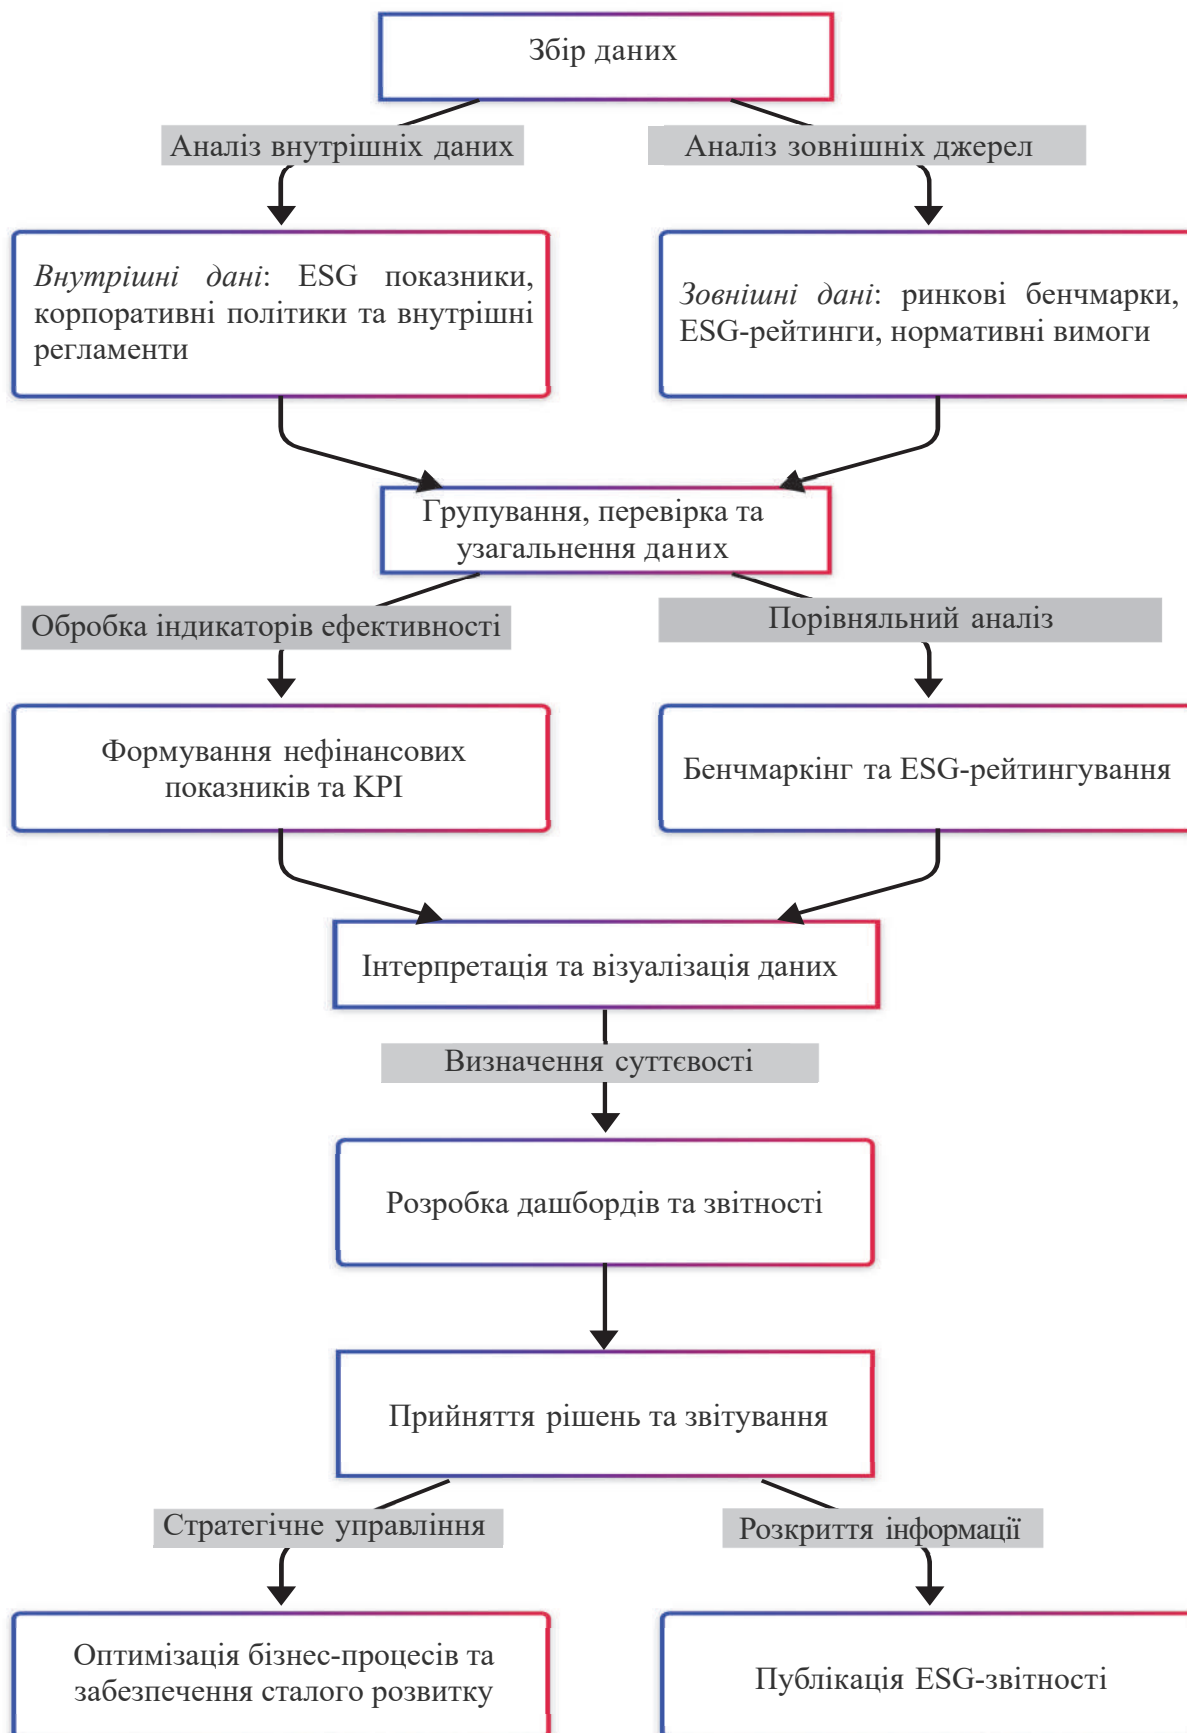 Збір даних
Аналіз внутрішніх даних
Аналіз зовнішніх джерел
Внутрішні дані: ESG показники,
корпоративні політики та внутрішні
регламенти
Зовнішні дані: ринкові бенчмарки,
ESG-рейтинги, нормативні вимоги
Групування, перевірка та
узагальнення даних
Обробка індикаторів ефективності
Порівняльний аналіз
Формування нефінансових
показників та KPI
Бенчмаркінг та ESG-рейтингування
Інтерпретація та візуалізація даних
Визначення суттєвості
Розробка дашбордів та звітності
Прийняття рішень та звітування
Стратегічне управління
Розкриття інформації
Оптимізація бізнес-процесів та
забезпечення сталого розвитку
Публікація ESG-звітності